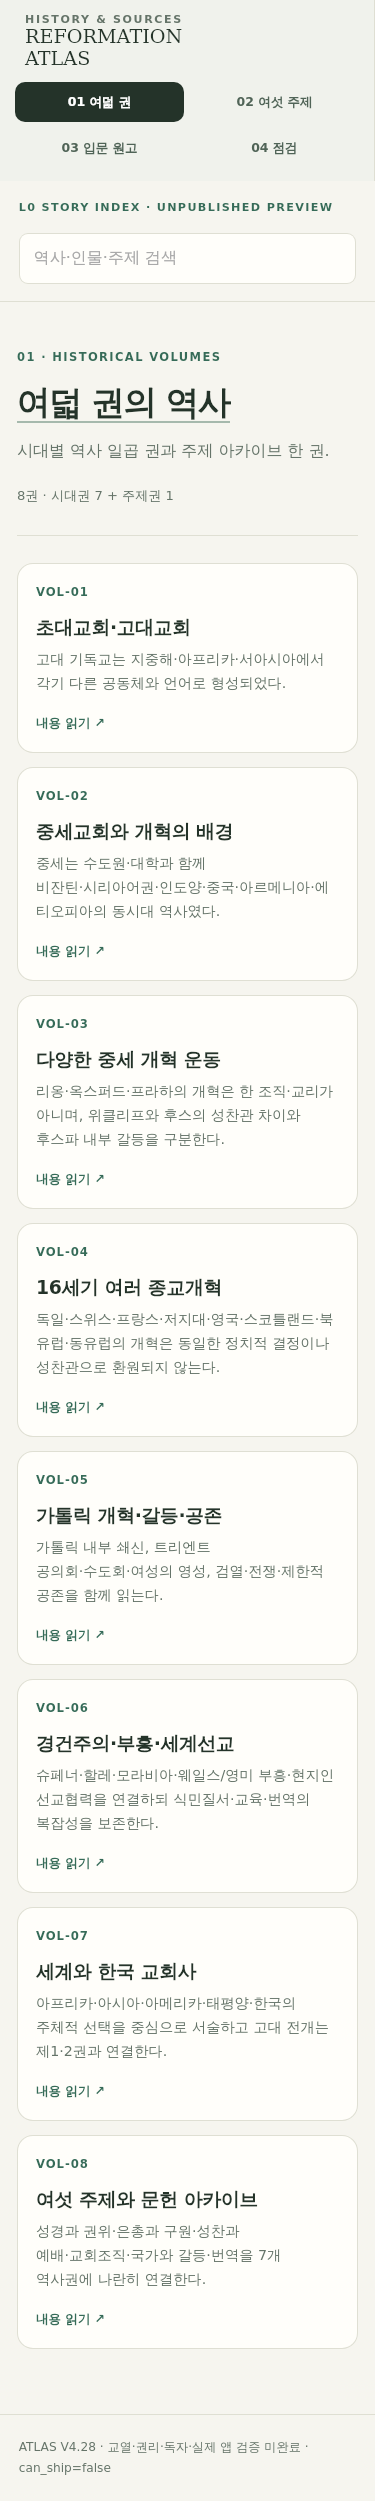 HISTORY & SOURCES
REFORMATION
ATLAS
01 여덟 권
02 여섯 주제
03 입문 원고
04 점검
L0 STORY INDEX · UNPUBLISHED PREVIEW
역사·인물·주제 검색
01 · HISTORICAL VOLUMES
여덟 권의 역사
시대별 역사 일곱 권과 주제 아카이브 한 권.
8권 · 시대권 7 + 주제권 1
VOL-01
초대교회·고대교회
고대 기독교는 지중해·아프리카·서아시아에서
각기 다른 공동체와 언어로 형성되었다.
내용 읽기 ↗
VOL-02
중세교회와 개혁의 배경
중세는 수도원·대학과 함께
비잔틴·시리아어권·인도양·중국·아르메니아·에
티오피아의 동시대 역사였다.
내용 읽기 ↗
VOL-03
다양한 중세 개혁 운동
리옹·옥스퍼드·프라하의 개혁은 한 조직·교리가
아니며, 위클리프와 후스의 성찬관 차이와
후스파 내부 갈등을 구분한다.
내용 읽기 ↗
VOL-04
16세기 여러 종교개혁
독일·스위스·프랑스·저지대·영국·스코틀랜드·북
유럽·동유럽의 개혁은 동일한 정치적 결정이나
성찬관으로 환원되지 않는다.
내용 읽기 ↗
VOL-05
가톨릭 개혁·갈등·공존
가톨릭 내부 쇄신, 트리엔트
공의회·수도회·여성의 영성, 검열·전쟁·제한적
공존을 함께 읽는다.
내용 읽기 ↗
VOL-06
경건주의·부흥·세계선교
슈페너·할레·모라비아·웨일스/영미 부흥·현지인
선교협력을 연결하되 식민질서·교육·번역의
복잡성을 보존한다.
내용 읽기 ↗
VOL-07
세계와 한국 교회사
아프리카·아시아·아메리카·태평양·한국의
주체적 선택을 중심으로 서술하고 고대 전개는
제1·2권과 연결한다.
내용 읽기 ↗
VOL-08
여섯 주제와 문헌 아카이브
성경과 권위·은총과 구원·성찬과
예배·교회조직·국가와 갈등·번역을 7개
역사권에 나란히 연결한다.
내용 읽기 ↗
ATLAS V4.28 · 교열·권리·독자·실제 앱 검증 미완료 ·
can_ship=false